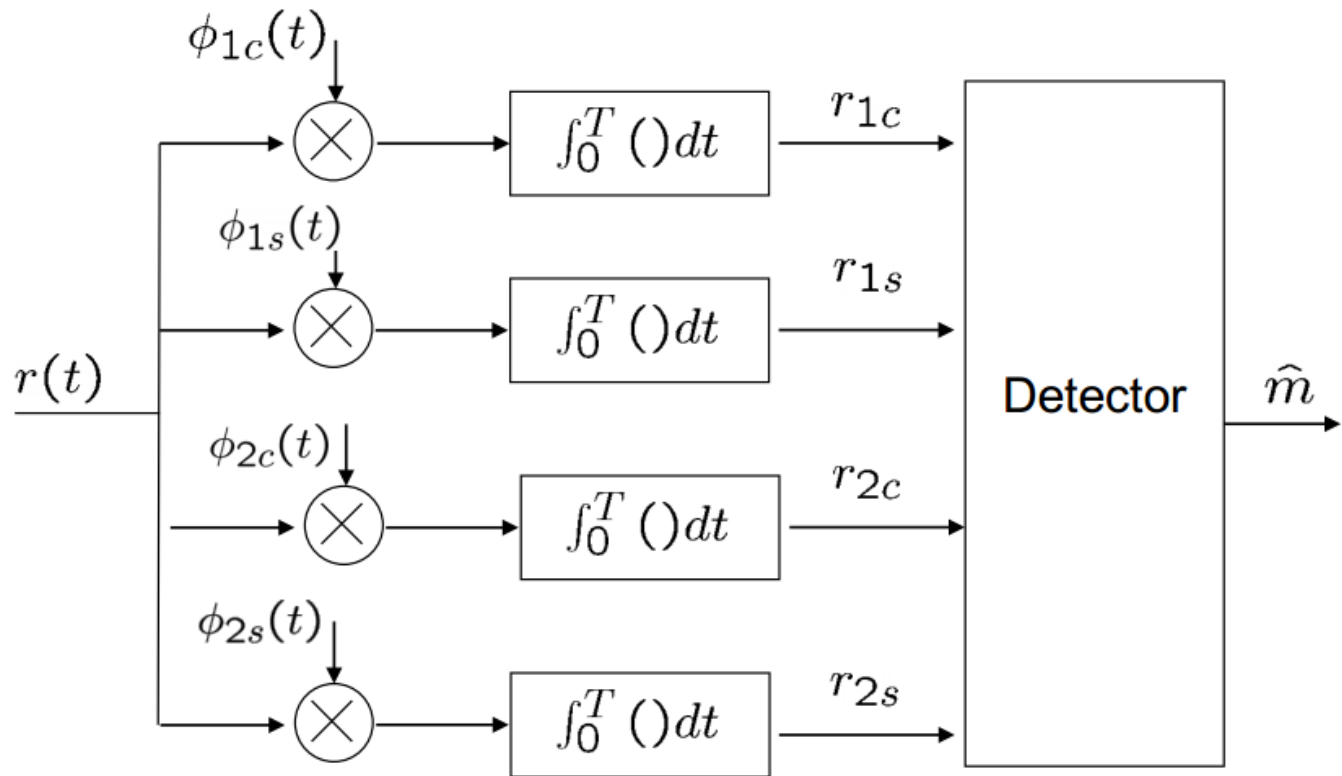 ϕ1c(t)
∫₀ᵀ ()dt
r1c
ϕ1s(t)
∫₀ᵀ ()dt
r1s
r(t)
Detector
m̂
ϕ2c(t)
∫₀ᵀ ()dt
r2c
ϕ2s(t)
∫₀ᵀ ()dt
r2s